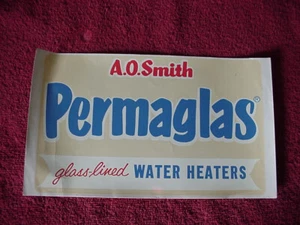 A.O.Smith
Permaglas®
glass-lined WATER HEATERS